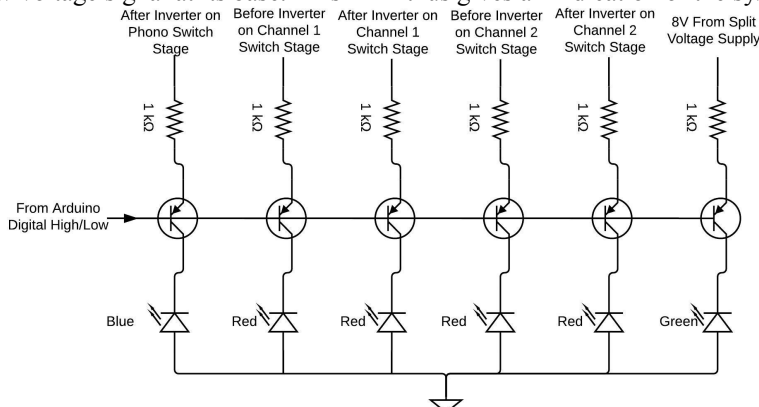 After Inverter on
Phono Switch
Stage
Before Inverter
on Channel 1
Switch Stage
After Inverter on
Channel 1
Switch Stage
Before Inverter
on Channel 2
Switch Stage
After Inverter on
Channel 2
Switch Stage
8V From Split
Voltage Supply
1 kΩ
1 kΩ
1 kΩ
1 kΩ
1 kΩ
1 kΩ
From Arduino
Digital High/Low
Blue
Red
Red
Red
Red
Green